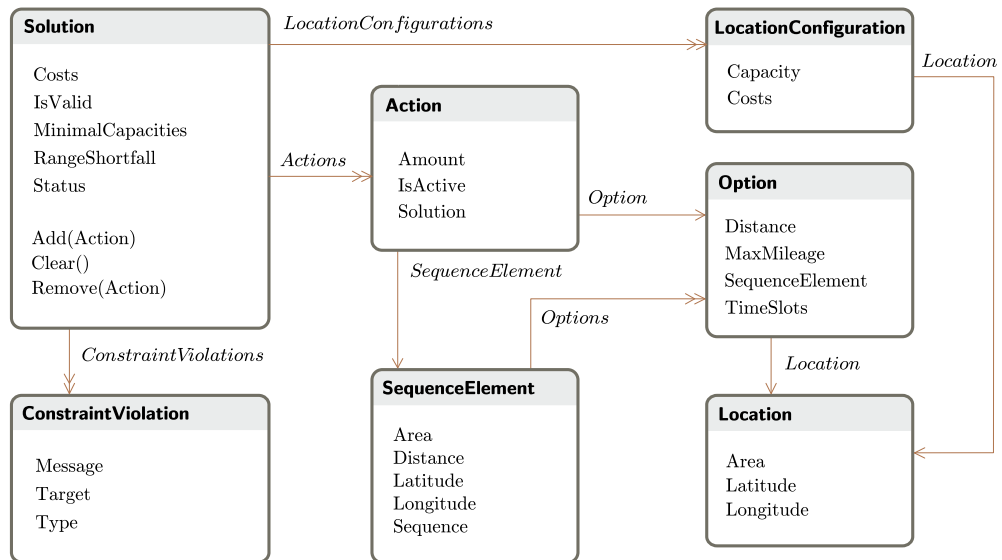 Solution
Costs
IsValid
MinimalCapacities
RangeShortfall
Status
Add(Action)
Clear()
Remove(Action)
LocationConfigurations
LocationConfiguration
Capacity
Costs
Location
Actions
Action
Amount
IsActive
Solution
Option
Option
Distance
MaxMileage
SequenceElement
TimeSlots
SequenceElement
Options
ConstraintViolations
Location
ConstraintViolation
Message
Target
Type
SequenceElement
Area
Distance
Latitude
Longitude
Sequence
Location
Area
Latitude
Longitude